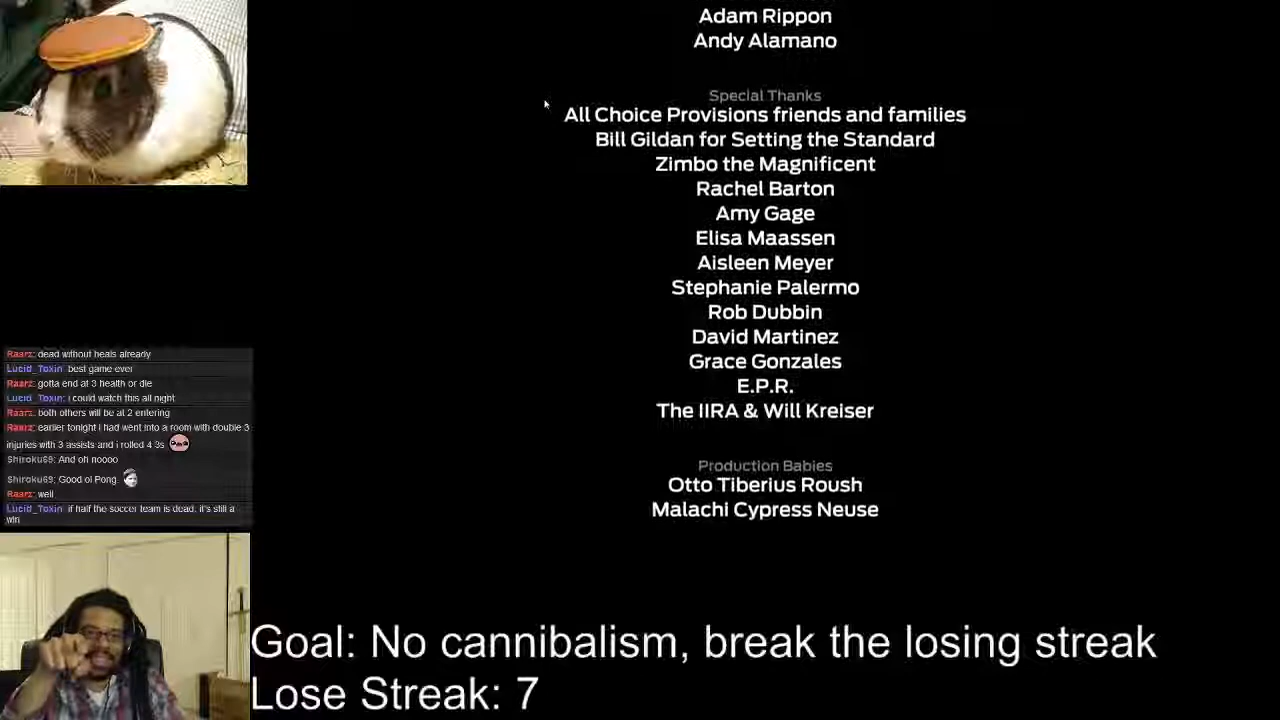 Adam Rippon
Andy Alamano
Special Thanks
All Choice Provisions friends and families
Bill Gildan for Setting the Standard
Zimbo the Magnificent
Rachel Barton
Amy Gage
Elisa Maassen
Aisleen Meyer
Stephanie Palermo
Rob Dubbin
David Martinez
Grace Gonzales
E.P.R.
The IIRA & Will Kreiser
Production Babies
Otto Tiberius Roush
Malachi Cypress Neuse
Raarz: dead without heals already
Lucid_Toxin: best game ever
Raarz: gotta end at 3 health or die
Lucid_Toxin: i could watch this all night
Raarz: both others will be at 2 entering
Raarz: earlier tonight i had went into a room with double 3
injuries with 3 assists and i rolled 4 3s
Shiroku69: And oh noooo
Shiroku69: Good ol Pong.
Raarz: well
Lucid_Toxin: if half the soccer team is dead, it's still a
win
Goal: No cannibalism, break the losing streak
Lose Streak: 7